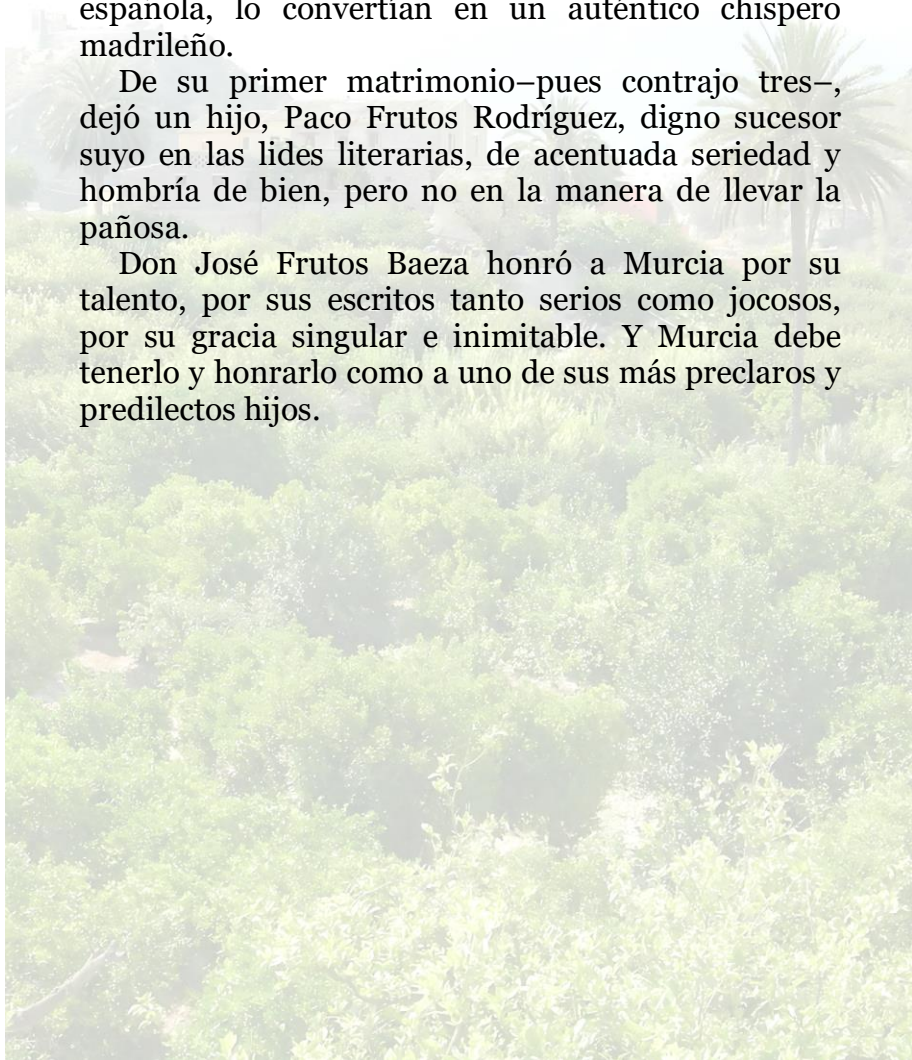 española, lo convertían en un auténtico chispero
madrileño.
De su primer matrimonio–pues contrajo tres–,
dejó un hijo, Paco Frutos Rodríguez, digno sucesor
suyo en las lides literarias, de acentuada seriedad y
hombría de bien, pero no en la manera de llevar la
pañosa.
Don José Frutos Baeza honró a Murcia por su
talento, por sus escritos tanto serios como jocosos,
por su gracia singular e inimitable. Y Murcia debe
tenerlo y honrarlo como a uno de sus más preclaros y
predilectos hijos.